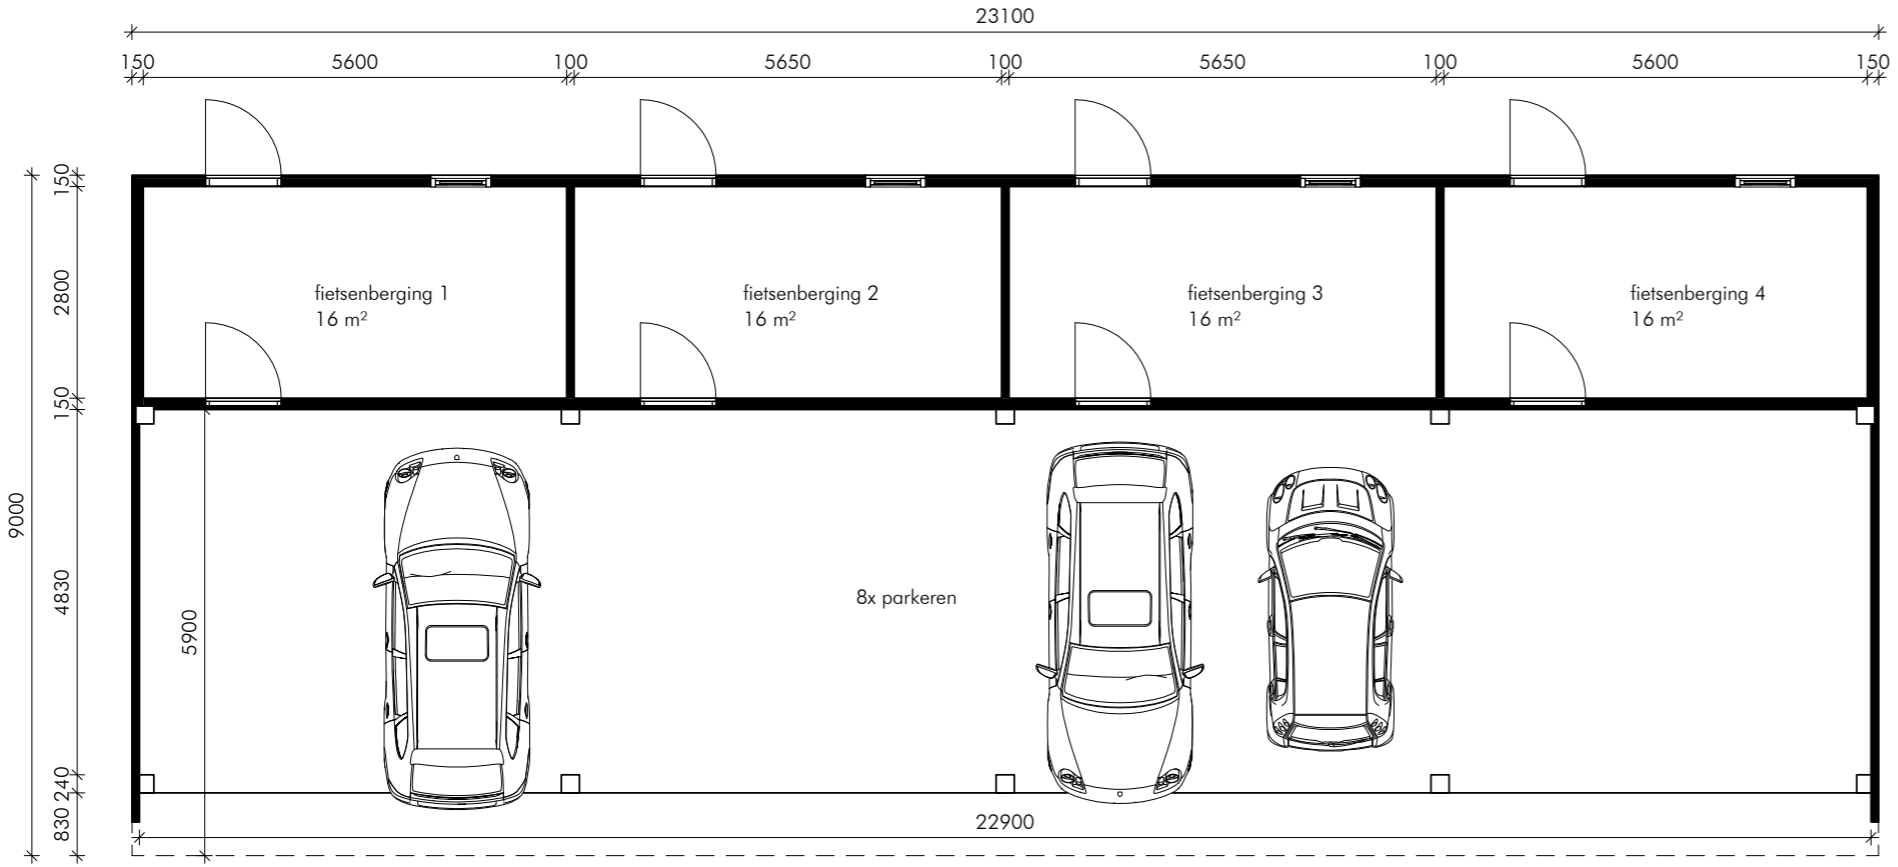 23100
150 5600 100 5650 100 5650 100 5600 150
150
2800
150
9000
4830
240
830
5900
fietsenberging 1
16 m²
fietsenberging 2
16 m²
fietsenberging 3
16 m²
fietsenberging 4
16 m²
8x parkeren
22900